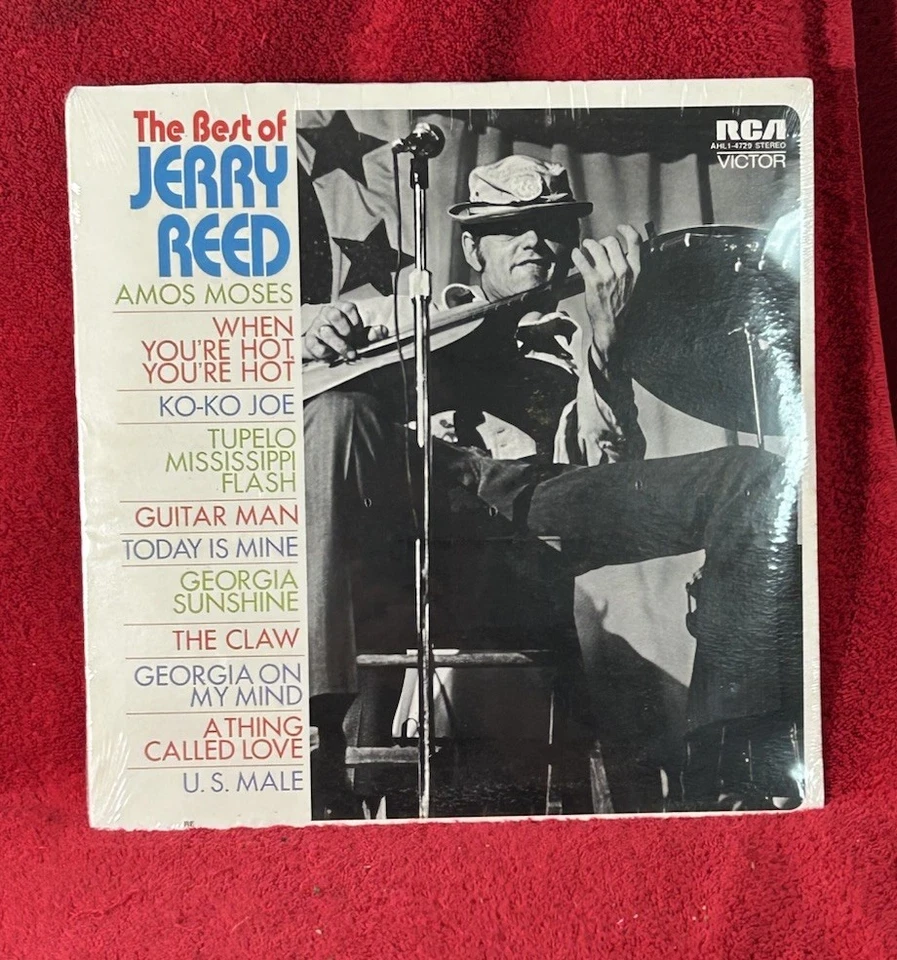 The Best of
JERRY
REED
AMOS MOSES
WHEN
YOU'RE HOT,
YOU'RE HOT
KO-KO JOE
TUPELO
MISSISSIPPI
FLASH
GUITAR MAN
TODAY IS MINE
GEORGIA
SUNSHINE
THE CLAW
GEORGIA ON
MY MIND
A THING
CALLED LOVE
U. S. MALE
RE
RCA
AHL1-4729 STEREO
VICTOR